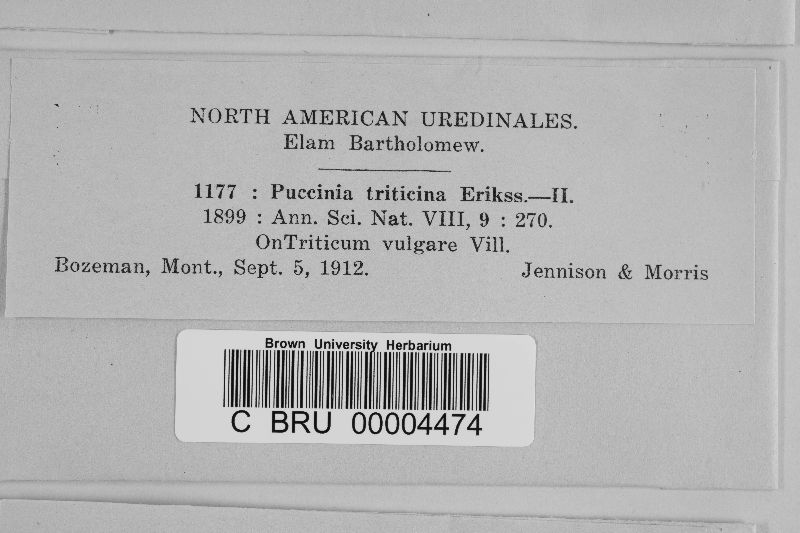 NORTH AMERICAN UREDINALES.
Elam Bartholomew.
1177 : Puccinia triticina Erikss.—II.
1899 : Ann. Sci. Nat. VIII, 9 : 270.
OnTriticum vulgare Vill.
Bozeman, Mont., Sept. 5, 1912. Jennison & Morris
Brown University Herbarium
C BRU 00004474